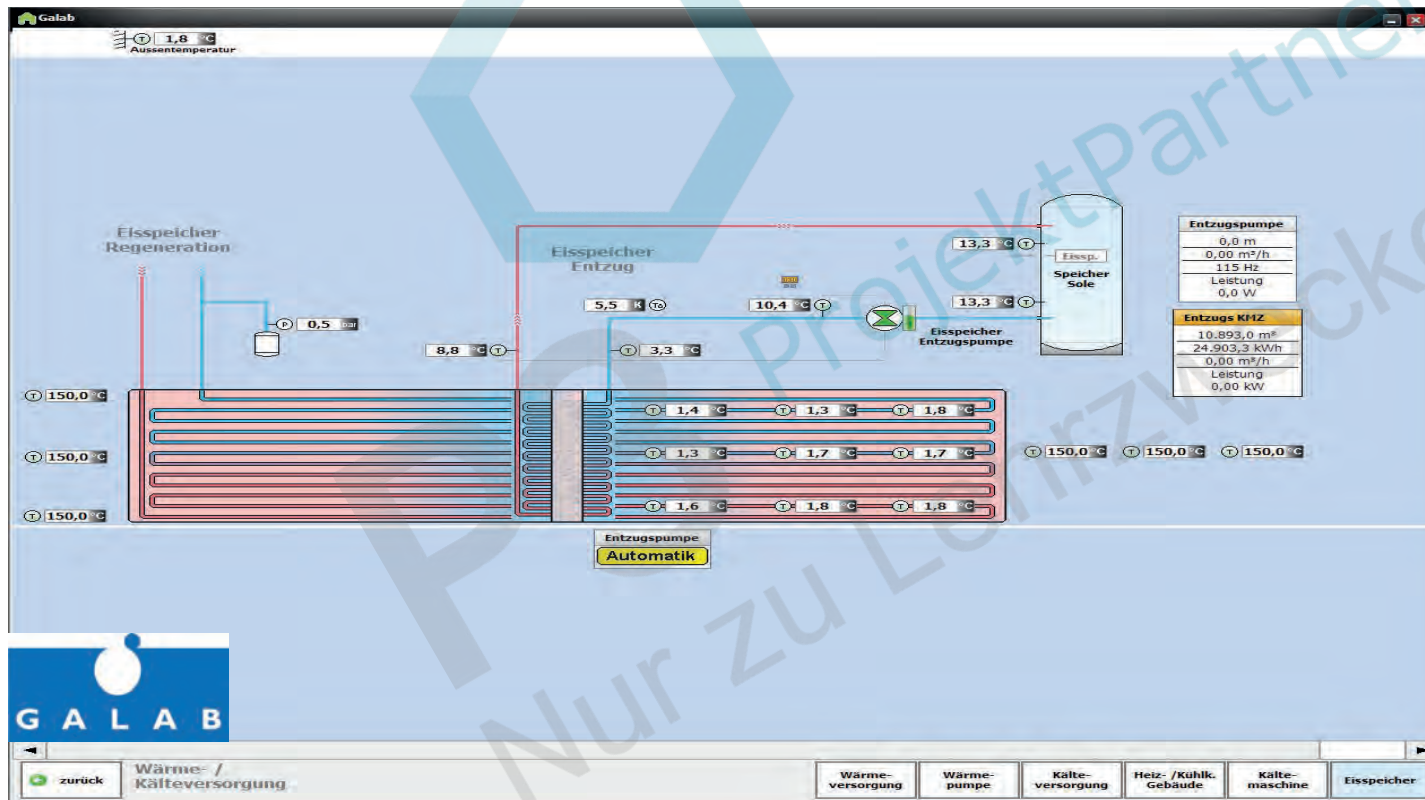 Galab
T 1,8 °C
Aussentemperatur
Eisspeicher
Regeneration
Eisspeicher
Entzug
P 0,5 bar
8,8 °C T
5,5 K
T 3,3 °C
10,4 °C T
Eisspeicher
Entzugspumpe
13,3 °C T
Eissp.
Speicher
Sole
13,3 °C T
Entzugspumpe
0,0 m
0,00 m³/h
115 Hz
Leistung
0,0 W
Entzugs KMZ
10.893,0 m³
24.903,3 kWh
0,00 m³/h
Leistung
0,00 kW
T 150,0 °C
T 150,0 °C
T 150,0 °C
T 1,4 °C T 1,3 °C T 1,8 °C
T 1,3 °C T 1,7 °C T 1,7 °C
T 1,6 °C T 1,8 °C T 1,8 °C
T 150,0 °C T 150,0 °C T 150,0 °C
Entzugspumpe
Automatik
GALAB
zurück
Wärme- /
Kälteversorgung
Wärme-
versorgung
Wärme-
pumpe
Kälte-
versorgung
Heiz- /Kühlk.
Gebäude
Kälte-
maschine
Eisspeicher
ProjektPartner
Nur zu Lehrzwecke